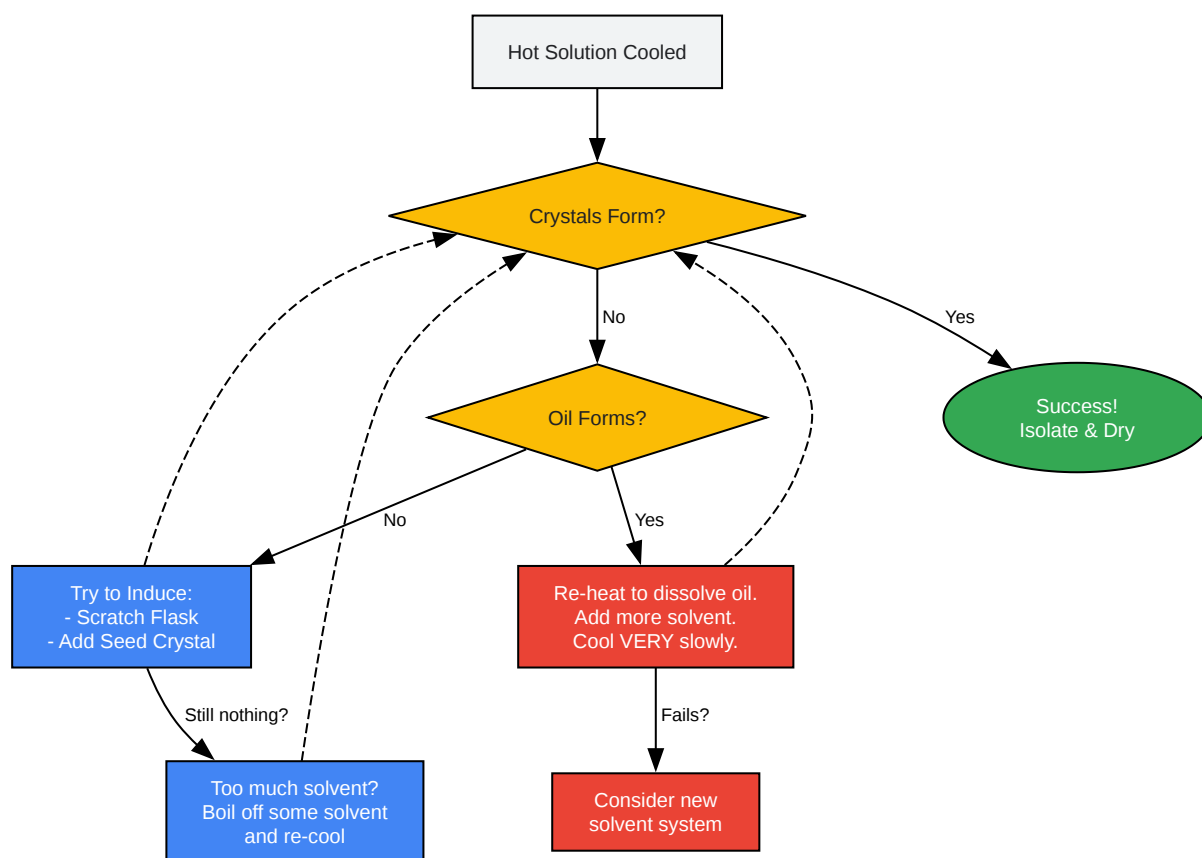 Hot Solution Cooled
Crystals Form?
No
Yes
Oil Forms?
Success!
Isolate & Dry
No
Yes
Try to Induce:
- Scratch Flask
- Add Seed Crystal
Re-heat to dissolve oil.
Add more solvent.
Cool VERY slowly.
Still nothing?
Fails?
Too much solvent?
Boil off some solvent
and re-cool
Consider new
solvent system